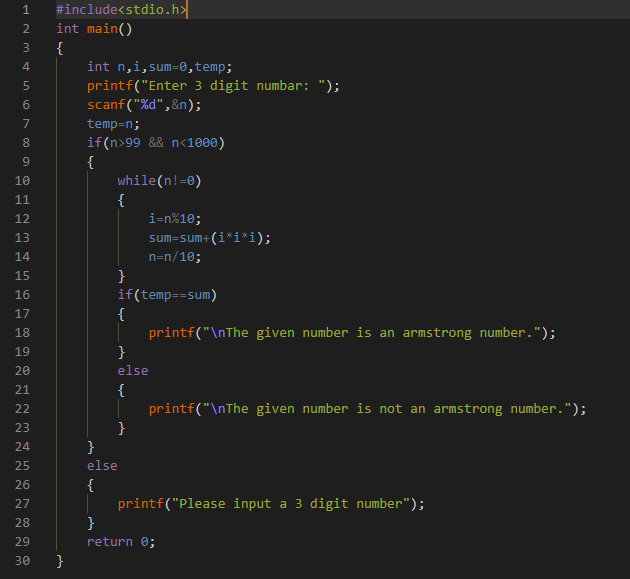 1 #include<stdio.h>
2 int main()
3 {
4 int n,i,sum=0,temp;
5 printf("Enter 3 digit numbar: ");
6 scanf("%d",&n);
7 temp=n;
8 if(n>99 && n<1000)
9 {
10 while(n!=0)
11 {
12 i=n%10;
13 sum=sum+(i*i*i);
14 n=n/10;
15 }
16 if(temp==sum)
17 {
18 printf("\nThe given number is an armstrong number.");
19 }
20 else
21 {
22 printf("\nThe given number is not an armstrong number.");
23 }
24 }
25 else
26 {
27 printf("Please input a 3 digit number");
28 }
29 return 0;
30 }